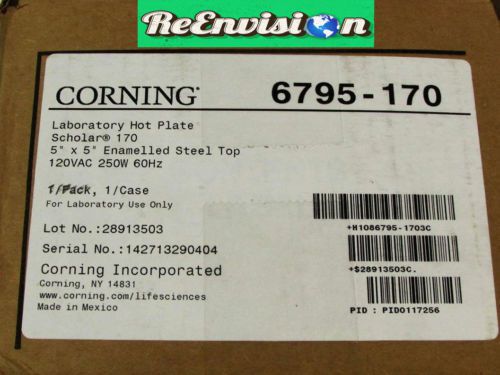 ReEnvision
CORNING® 6795-170
Laboratory Hot Plate
Scholar® 170
5" x 5" Enamelled Steel Top
120VAC 250W 60Hz
1/Pack, 1/Case
For Laboratory Use Only
Lot No.:28913503
Serial No.:142713290404
Corning Incorporated
Corning, NY 14831
www.corning.com/lifesciences
Made in Mexico
+H1086795-1703C
+$28913503C.
PID : PID0117256